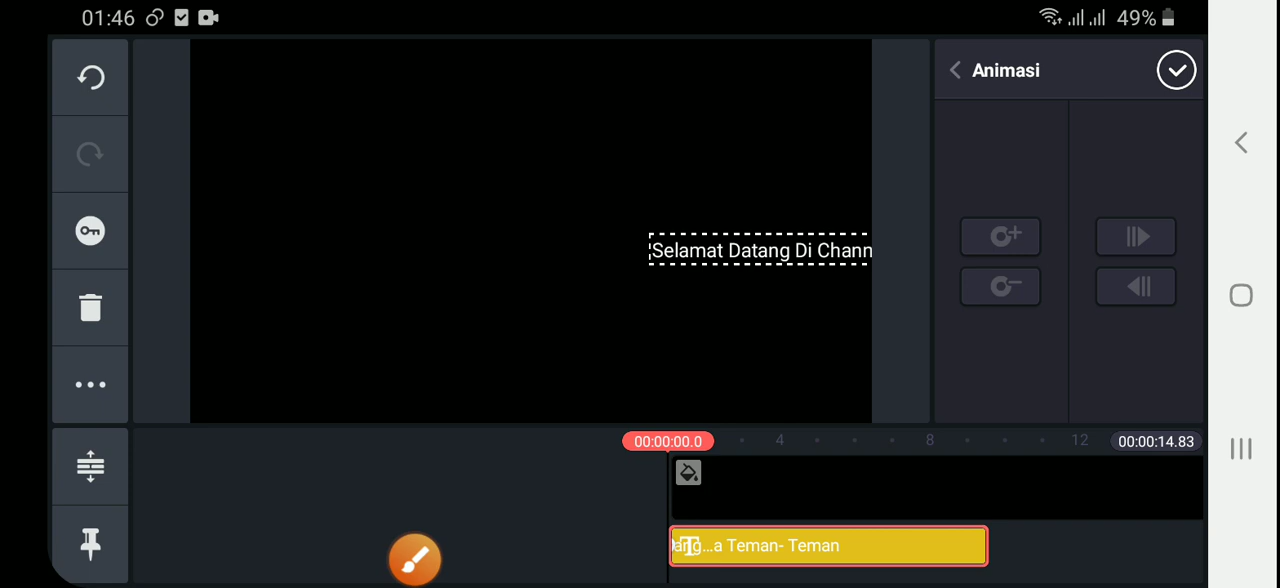 01:46
49%
Animasi
Selamat Datang Di Chann
00:00:00.0
4
8
12
00:00:14.83
ang...a Teman- Teman